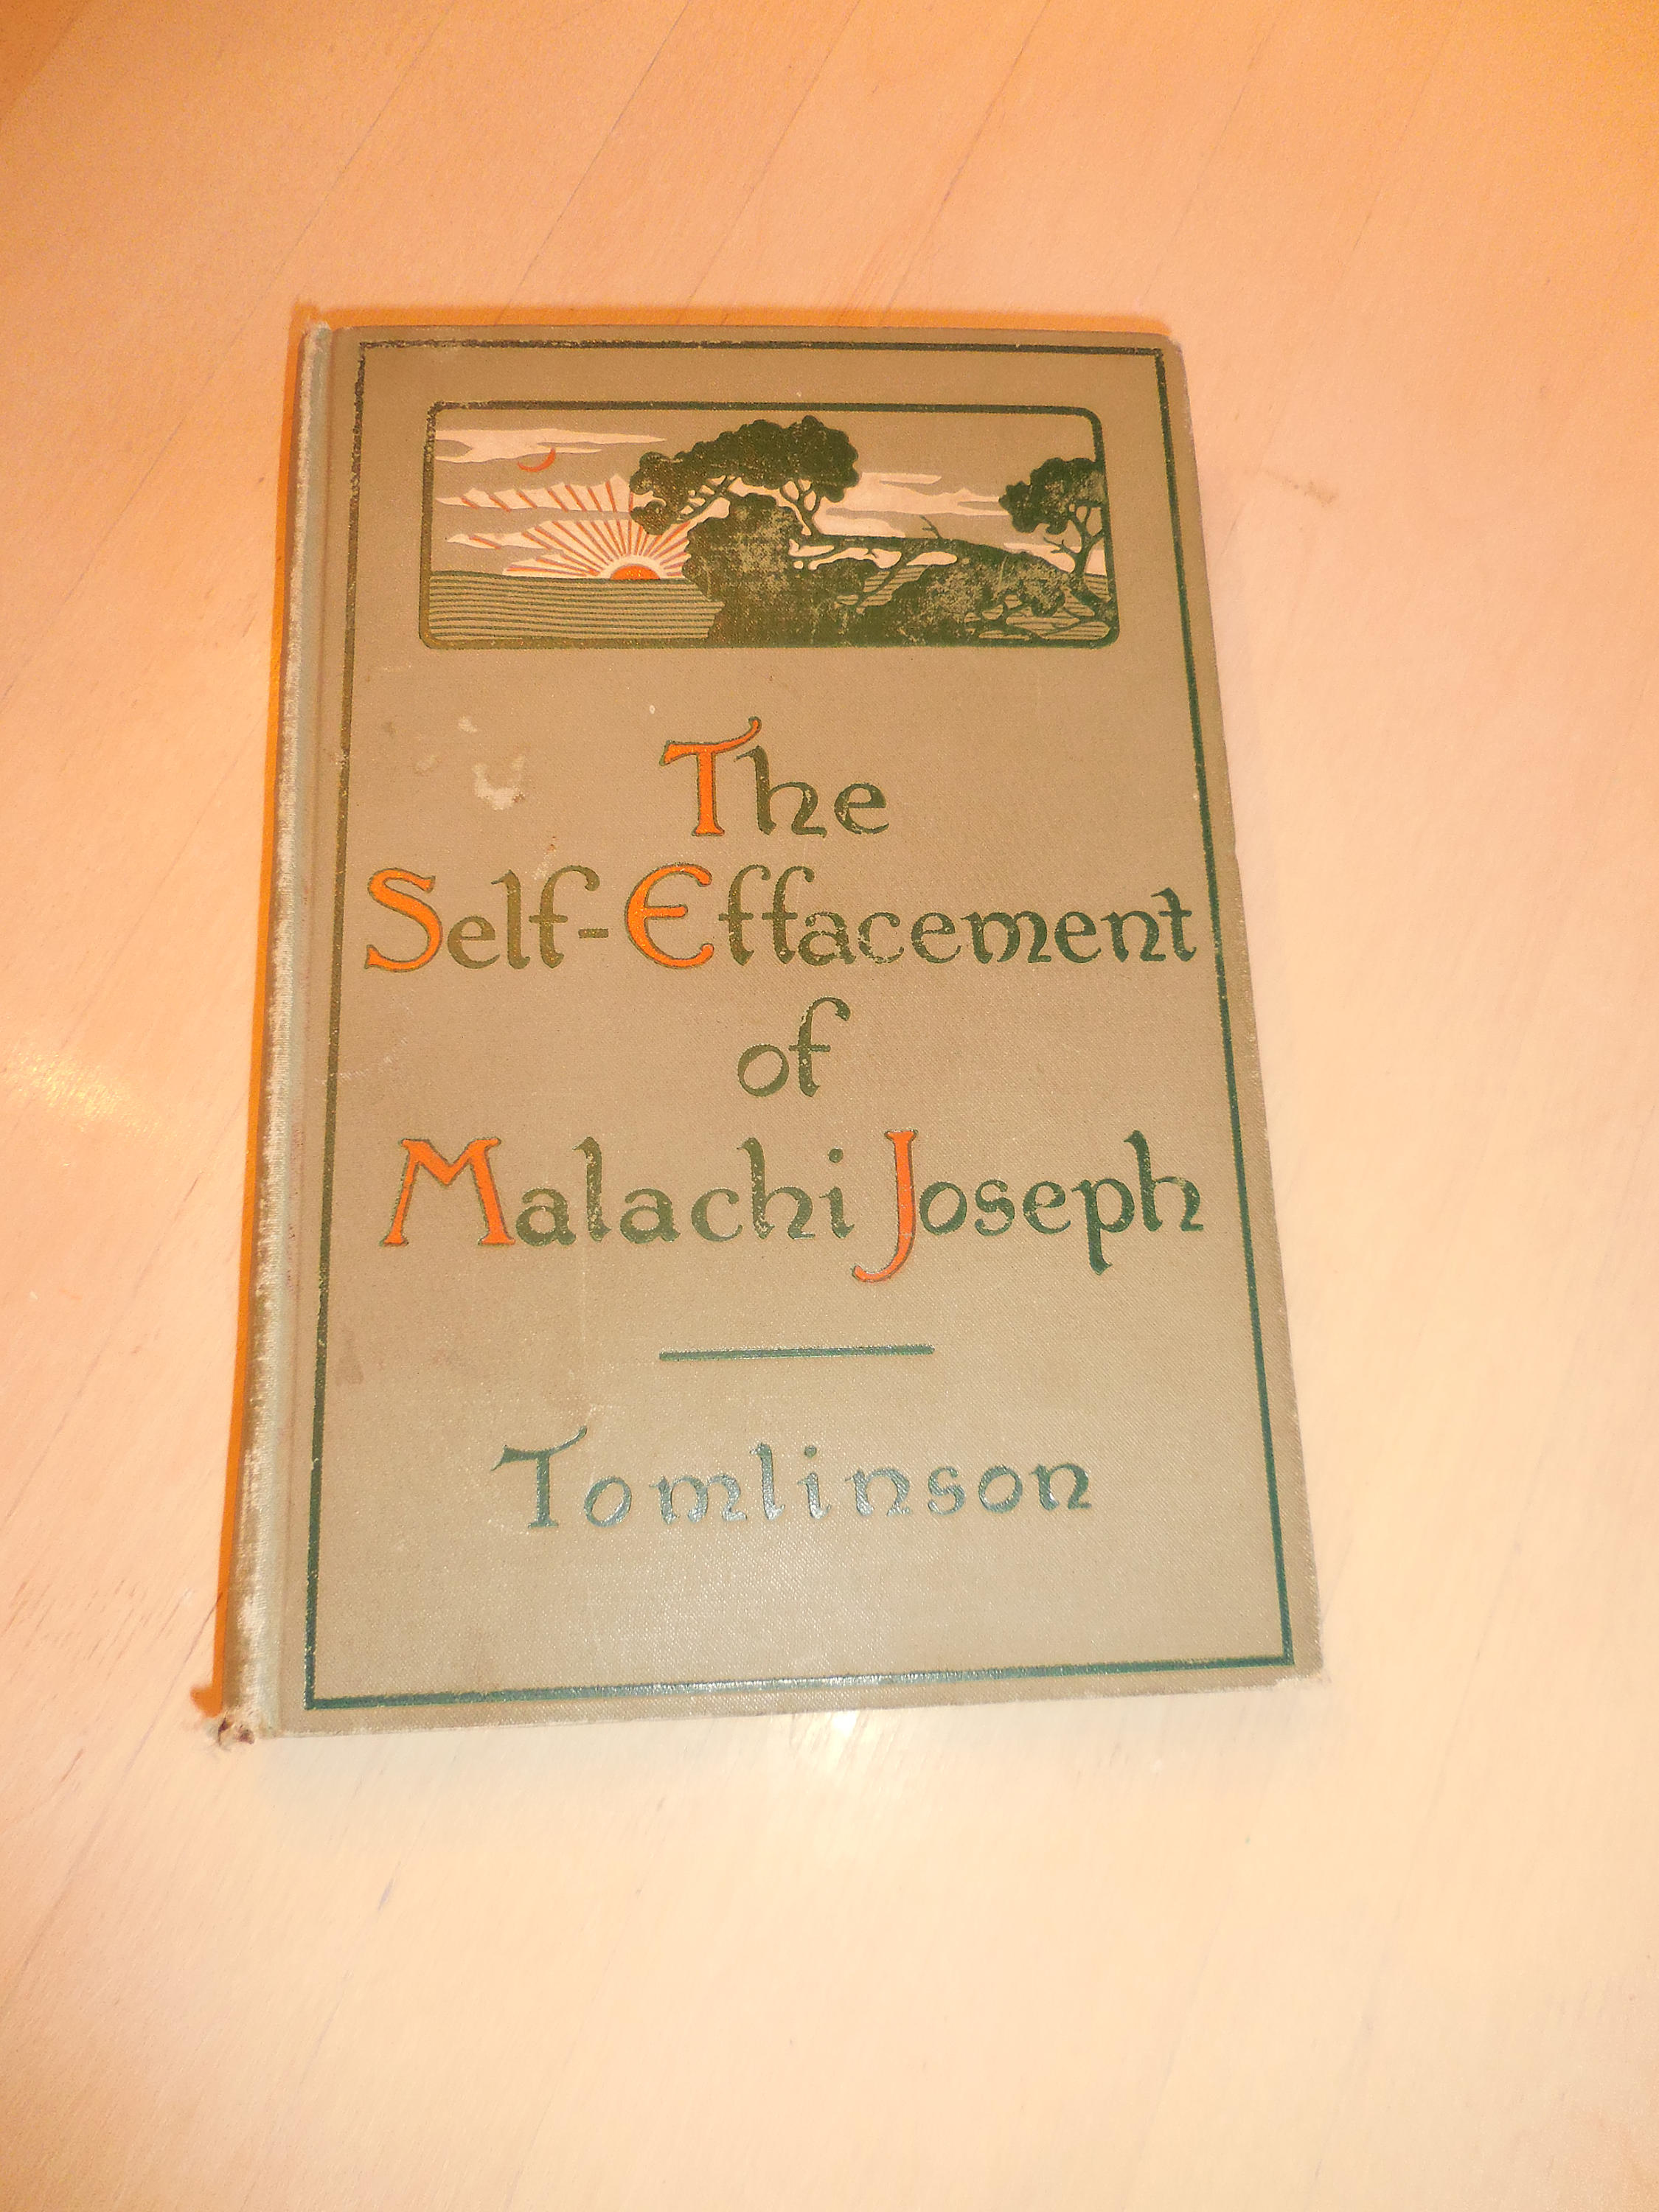 The
Self-Effacement
of
Malachi Joseph
Tomlinson